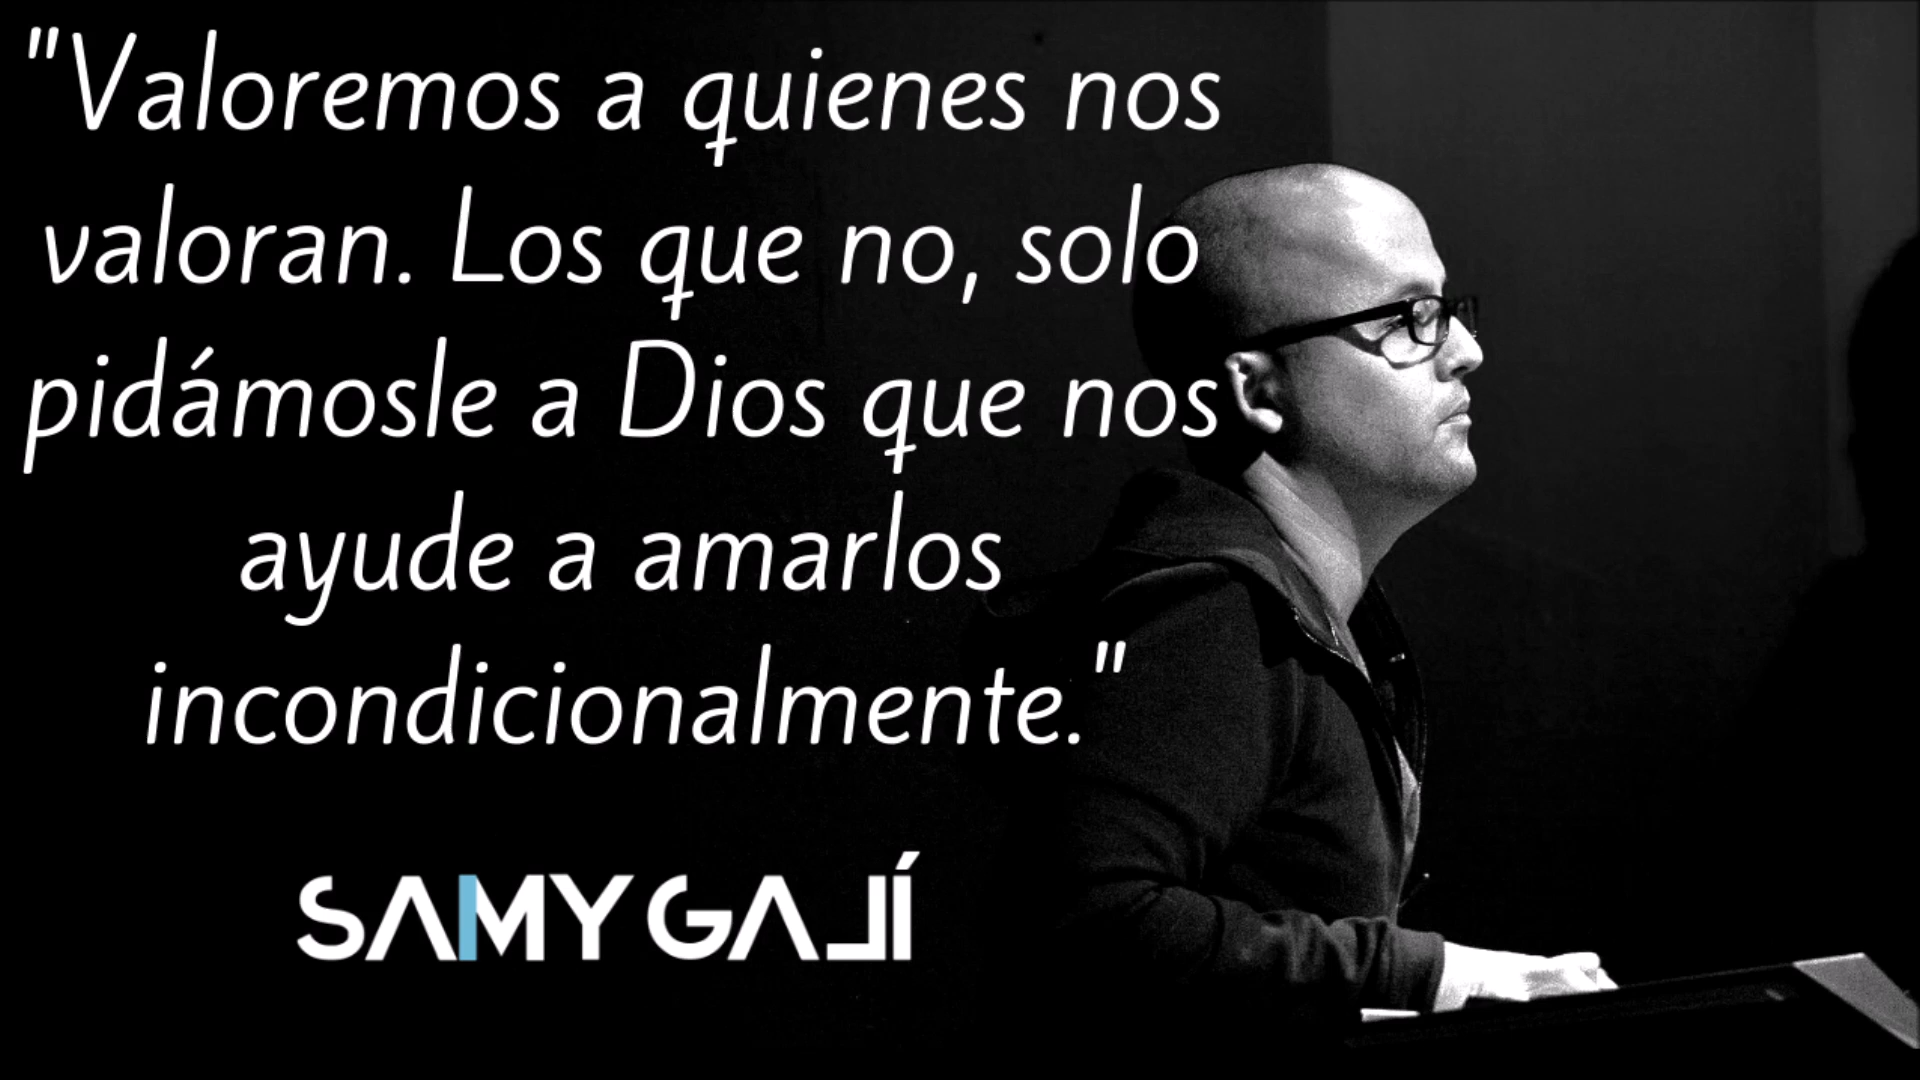 "Valoremos a quienes nos
valoran. Los que no, solo
pidámosle a Dios que nos
ayude a amarlos
incondicionalmente."
SAMY GALÍ